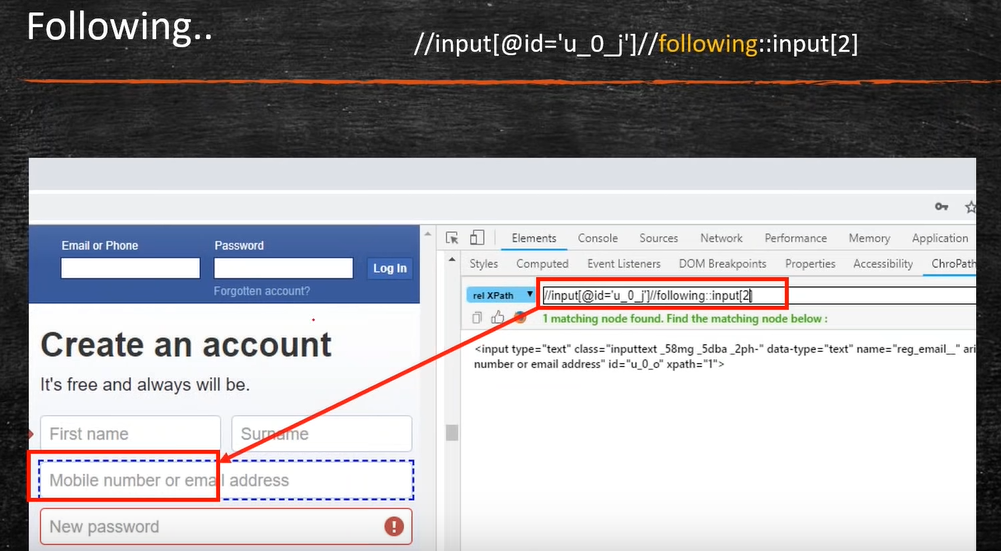 Following..
//input[@id='u_0_j']//following::input[2]
Elements Console Sources Network Performance Memory Application
Styles Computed Event Listeners DOM Breakpoints Properties Accessibility ChroPath
Email or Phone Password
Log In
Forgotten account?
rel XPath //input[@id='u_0_j']//following::input[2]
1 matching node found. Find the matching node below :
<input type="text" class="inputtext _58mg _5dba _2ph-" data-type="text" name="reg_email__" ari
number or email address" id="u_0_o" xpath="1">
Create an account
It's free and always will be.
First name Surname
Mobile number or email address
New password